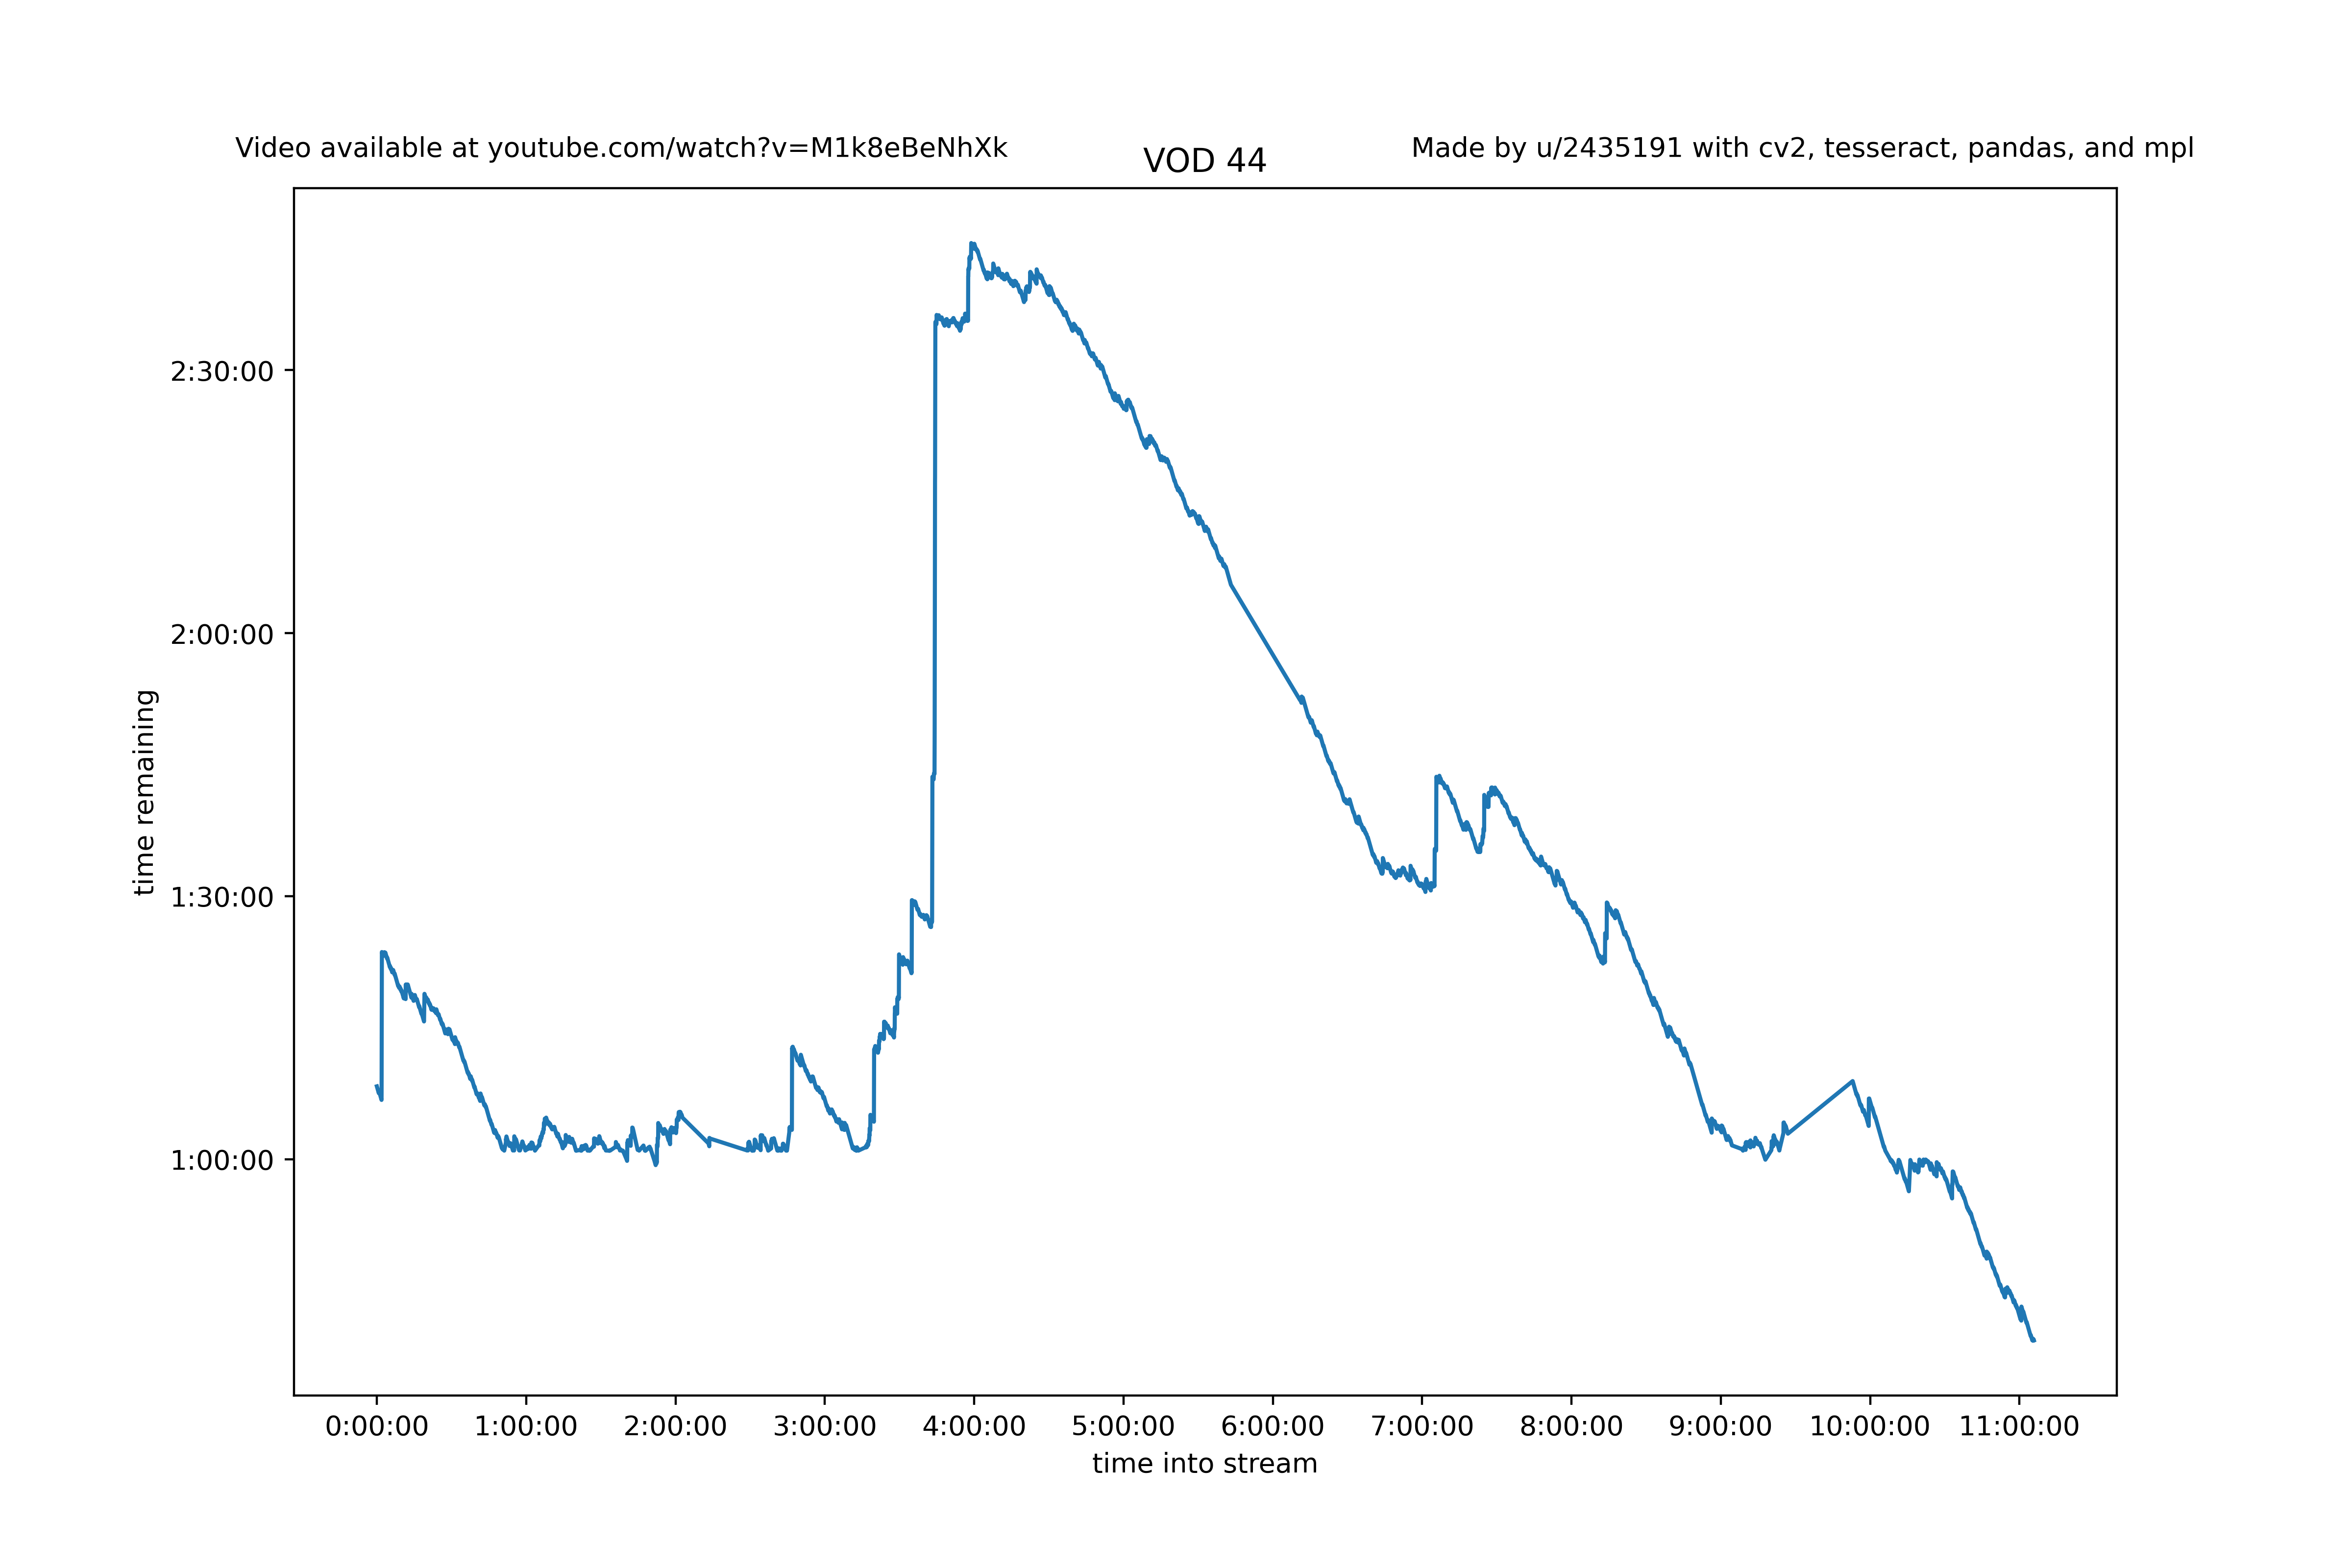 Video available at youtube.com/watch?v=M1k8eBeNhXk
VOD 44
Made by u/2435191 with cv2, tesseract, pandas, and mpl
time remaining
2:30:00
2:00:00
1:30:00
1:00:00
0:00:00 1:00:00 2:00:00 3:00:00 4:00:00 5:00:00 6:00:00 7:00:00 8:00:00 9:00:00 10:00:00 11:00:00
time into stream